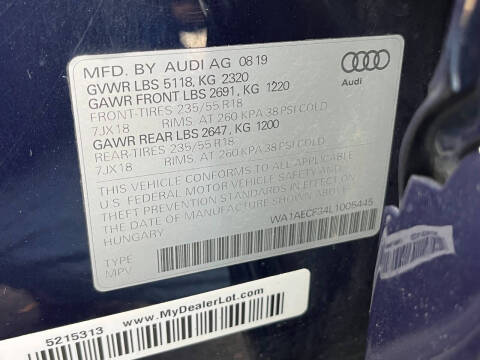 MFD. BY AUDI AG 0819
GVWR LBS 5118, KG 2320
GAWR FRONT LBS 2691, KG 1220
FRONT-TIRES 235/55 R18
7JX18 RIMS, AT 260 KPA 38 PSI COLD
GAWR REAR LBS 2647, KG 1200
REAR-TIRES 235/55 R18
7JX18 RIMS, AT 260 KPA 38 PSI COLD
THIS VEHICLE CONFORMS TO ALL APPLICABLE
U.S. FEDERAL MOTOR VEHICLE SAFETY AND
THEFT PREVENTION STANDARDS IN EFFECT ON
THE DATE OF MANUFACTURE SHOWN ABOVE.
HUNGARY
WA1AECF34L1005445
TYPE
MPV
Audi
5215313 www.MyDealerLot.com